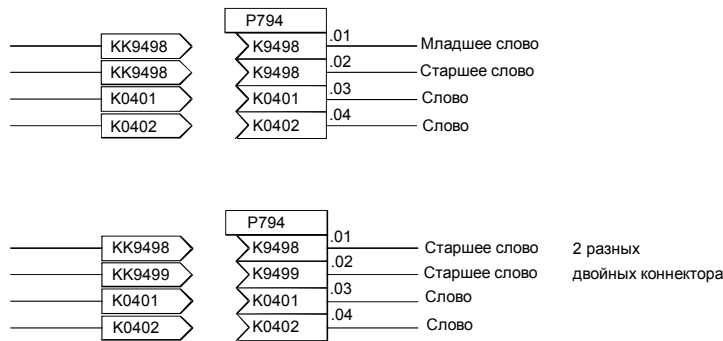 P794
KK9498 K9498 .01 Младшее слово
KK9498 K9498 .02 Старшее слово
K0401 K0401 .03 Слово
K0402 K0402 .04 Слово
P794
KK9498 K9498 .01 Старшее слово 2 разных
KK9499 K9499 .02 Старшее слово двойных коннектора
K0401 K0401 .03 Слово
K0402 K0402 .04 Слово